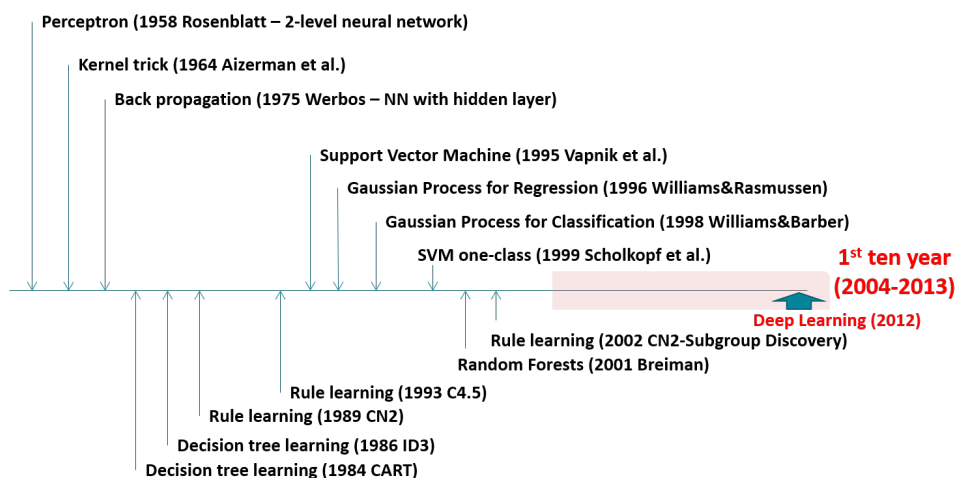 Perceptron (1958 Rosenblatt – 2-level neural network)
Kernel trick (1964 Aizerman et al.)
Back propagation (1975 Werbos – NN with hidden layer)
Support Vector Machine (1995 Vapnik et al.)
Gaussian Process for Regression (1996 Williams&Rasmussen)
Gaussian Process for Classification (1998 Williams&Barber)
SVM one-class (1999 Scholkopf et al.)
1st ten year
(2004-2013)
Deep Learning (2012)
Rule learning (2002 CN2-Subgroup Discovery)
Random Forests (2001 Breiman)
Rule learning (1993 C4.5)
Rule learning (1989 CN2)
Decision tree learning (1986 ID3)
Decision tree learning (1984 CART)